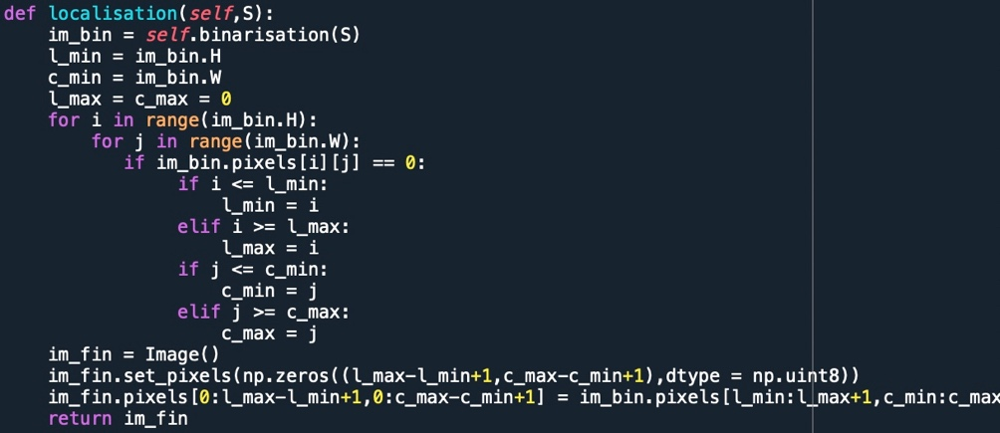 def localisation(self,S):
    im_bin = self.binarisation(S)
    l_min = im_bin.H
    c_min = im_bin.W
    l_max = c_max = 0
    for i in range(im_bin.H):
        for j in range(im_bin.W):
           if im_bin.pixels[i][j] == 0:
                if i <= l_min:
                    l_min = i
                elif i >= l_max:
                    l_max = i
                if j <= c_min:
                    c_min = j
                elif j >= c_max:
                    c_max = j
    im_fin = Image()
    im_fin.set_pixels(np.zeros((l_max-l_min+1,c_max-c_min+1),dtype = np.uint8))
    im_fin.pixels[0:l_max-l_min+1,0:c_max-c_min+1] = im_bin.pixels[l_min:l_max+1,c_min:c_max
    return im_fin